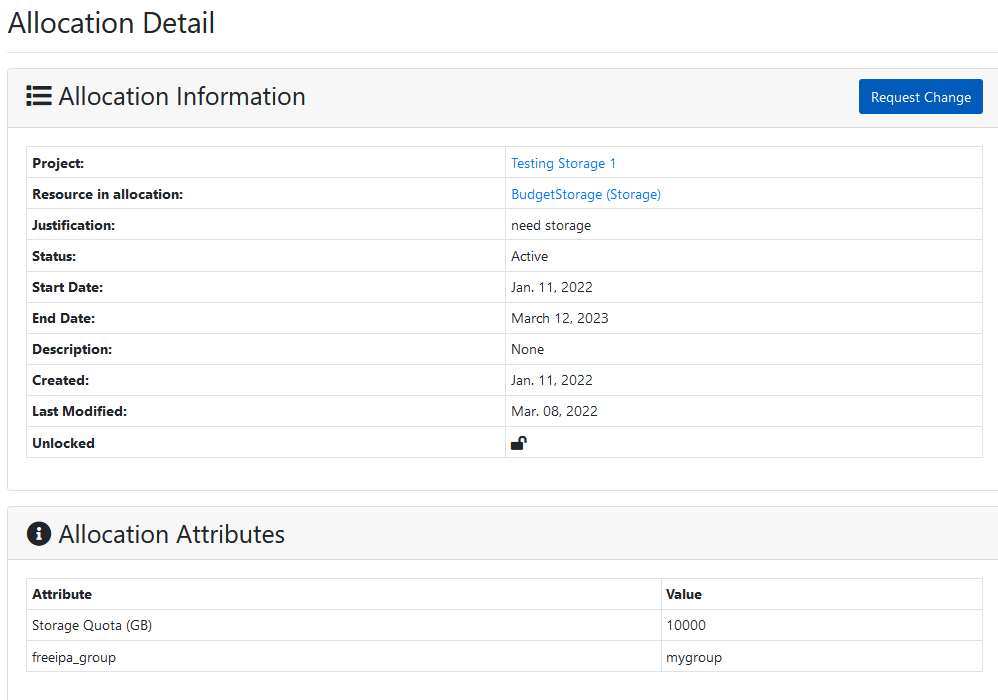 Allocation Detail
Allocation Information
Request Change
Project: Testing Storage 1
Resource in allocation: BudgetStorage (Storage)
Justification: need storage
Status: Active
Start Date: Jan. 11, 2022
End Date: March 12, 2023
Description: None
Created: Jan. 11, 2022
Last Modified: Mar. 08, 2022
Unlocked
Allocation Attributes
Attribute Value
Storage Quota (GB) 10000
freeipa_group mygroup